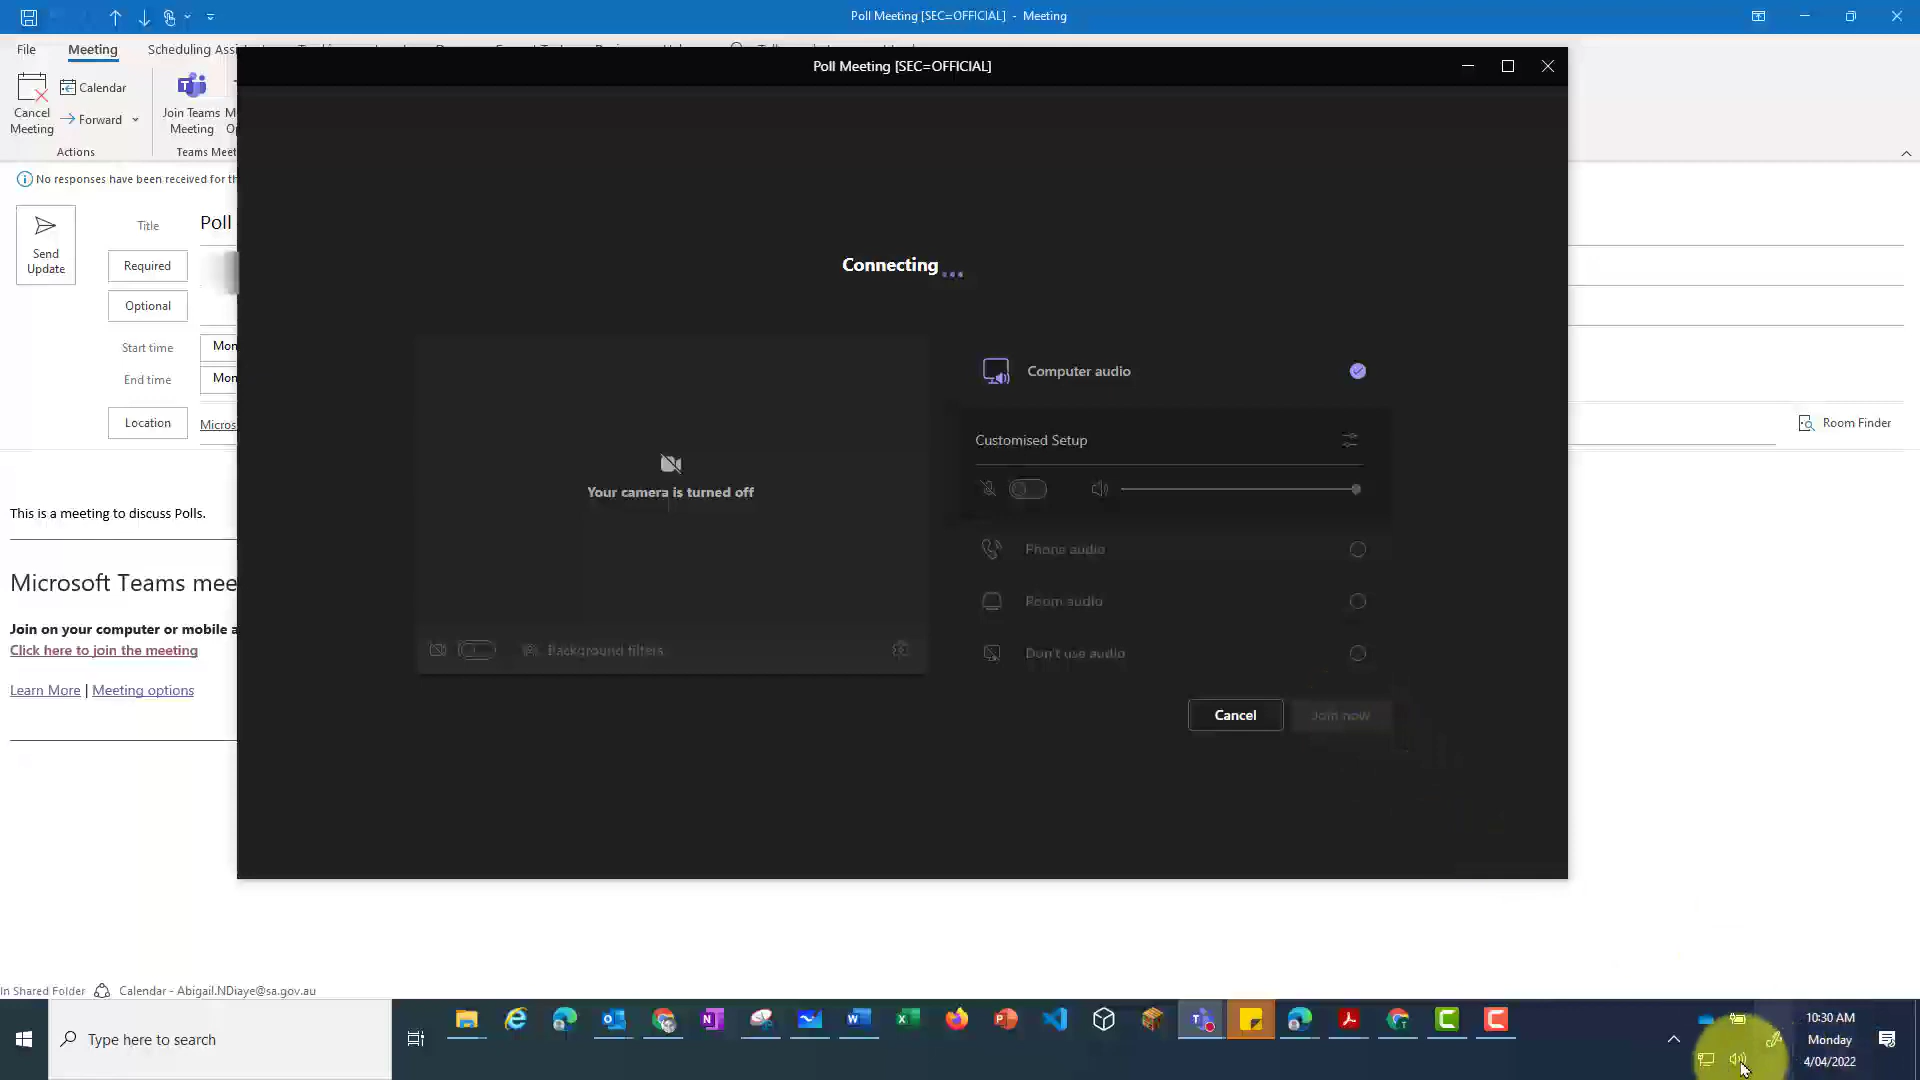 Poll Meeting [SEC=OFFICIAL] - Meeting
File
Meeting
Scheduling Assi
Poll Meeting [SEC=OFFICIAL]
Cancel Meeting
Calendar
Forward
Join Teams Meeting
Actions
Teams Meet
No responses have been received for th
Send Update
Title
Poll
Required
Optional
Start time
Mon
End time
Mon
Location
Micros
Room Finder
Connecting...
Your camera is turned off
Background filters
Computer audio
Customised Setup
Phone audio
Room audio
Don't use audio
Cancel
Join now
This is a meeting to discuss Polls.
Microsoft Teams mee
Join on your computer or mobile a
Click here to join the meeting
Learn More | Meeting options
In Shared Folder
Calendar - Abigail.NDiaye@sa.gov.au
Type here to search
10:30 AM
Monday
4/04/2022